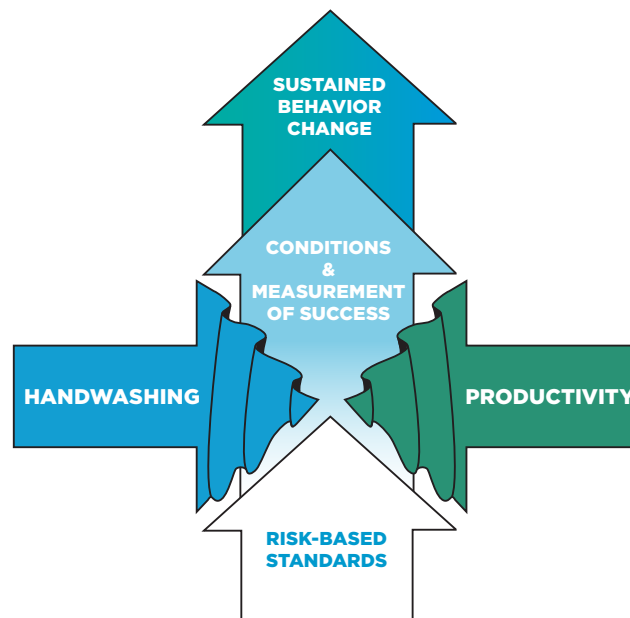 SUSTAINED
BEHAVIOR
CHANGE
CONDITIONS
&
MEASUREMENT
OF SUCCESS
HANDWASHING
PRODUCTIVITY
RISK-BASED
STANDARDS